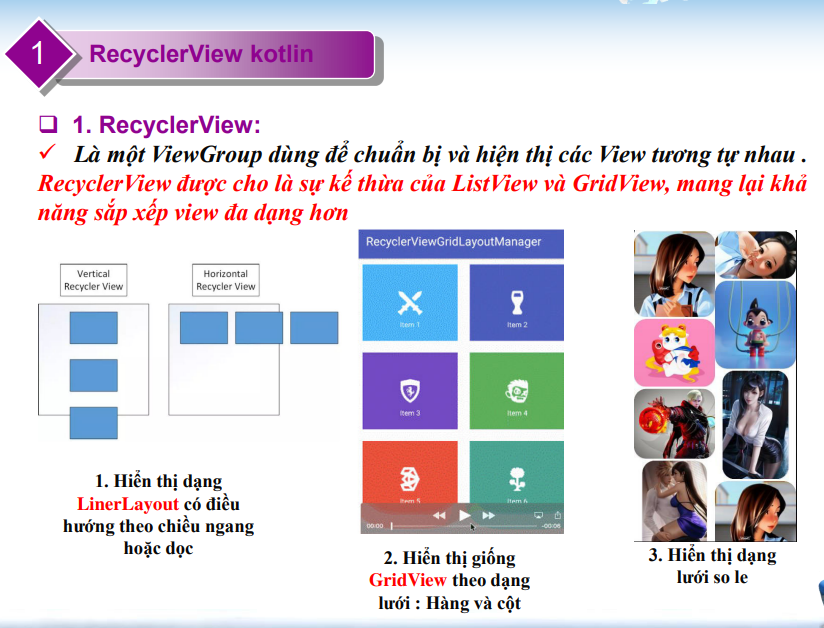 1
RecyclerView kotlin
1. RecyclerView:
Là một ViewGroup dùng để chuẩn bị và hiện thị các View tương tự nhau .
RecyclerView được cho là sự kế thừa của ListView và GridView, mang lại khả
năng sắp xếp view đa dạng hơn
Vertical
Recycler View
Horizontal
Recycler View
1. Hiển thị dạng
LinerLayout có điều
hướng theo chiều ngang
hoặc dọc
RecyclerViewGridLayoutManager
Item 1
Item 2
Item 3
Item 4
Item 5
Item 6
00:00
-00:06
2. Hiển thị giống
GridView theo dạng
lưới : Hàng và cột
3. Hiển thị dạng
lưới so le